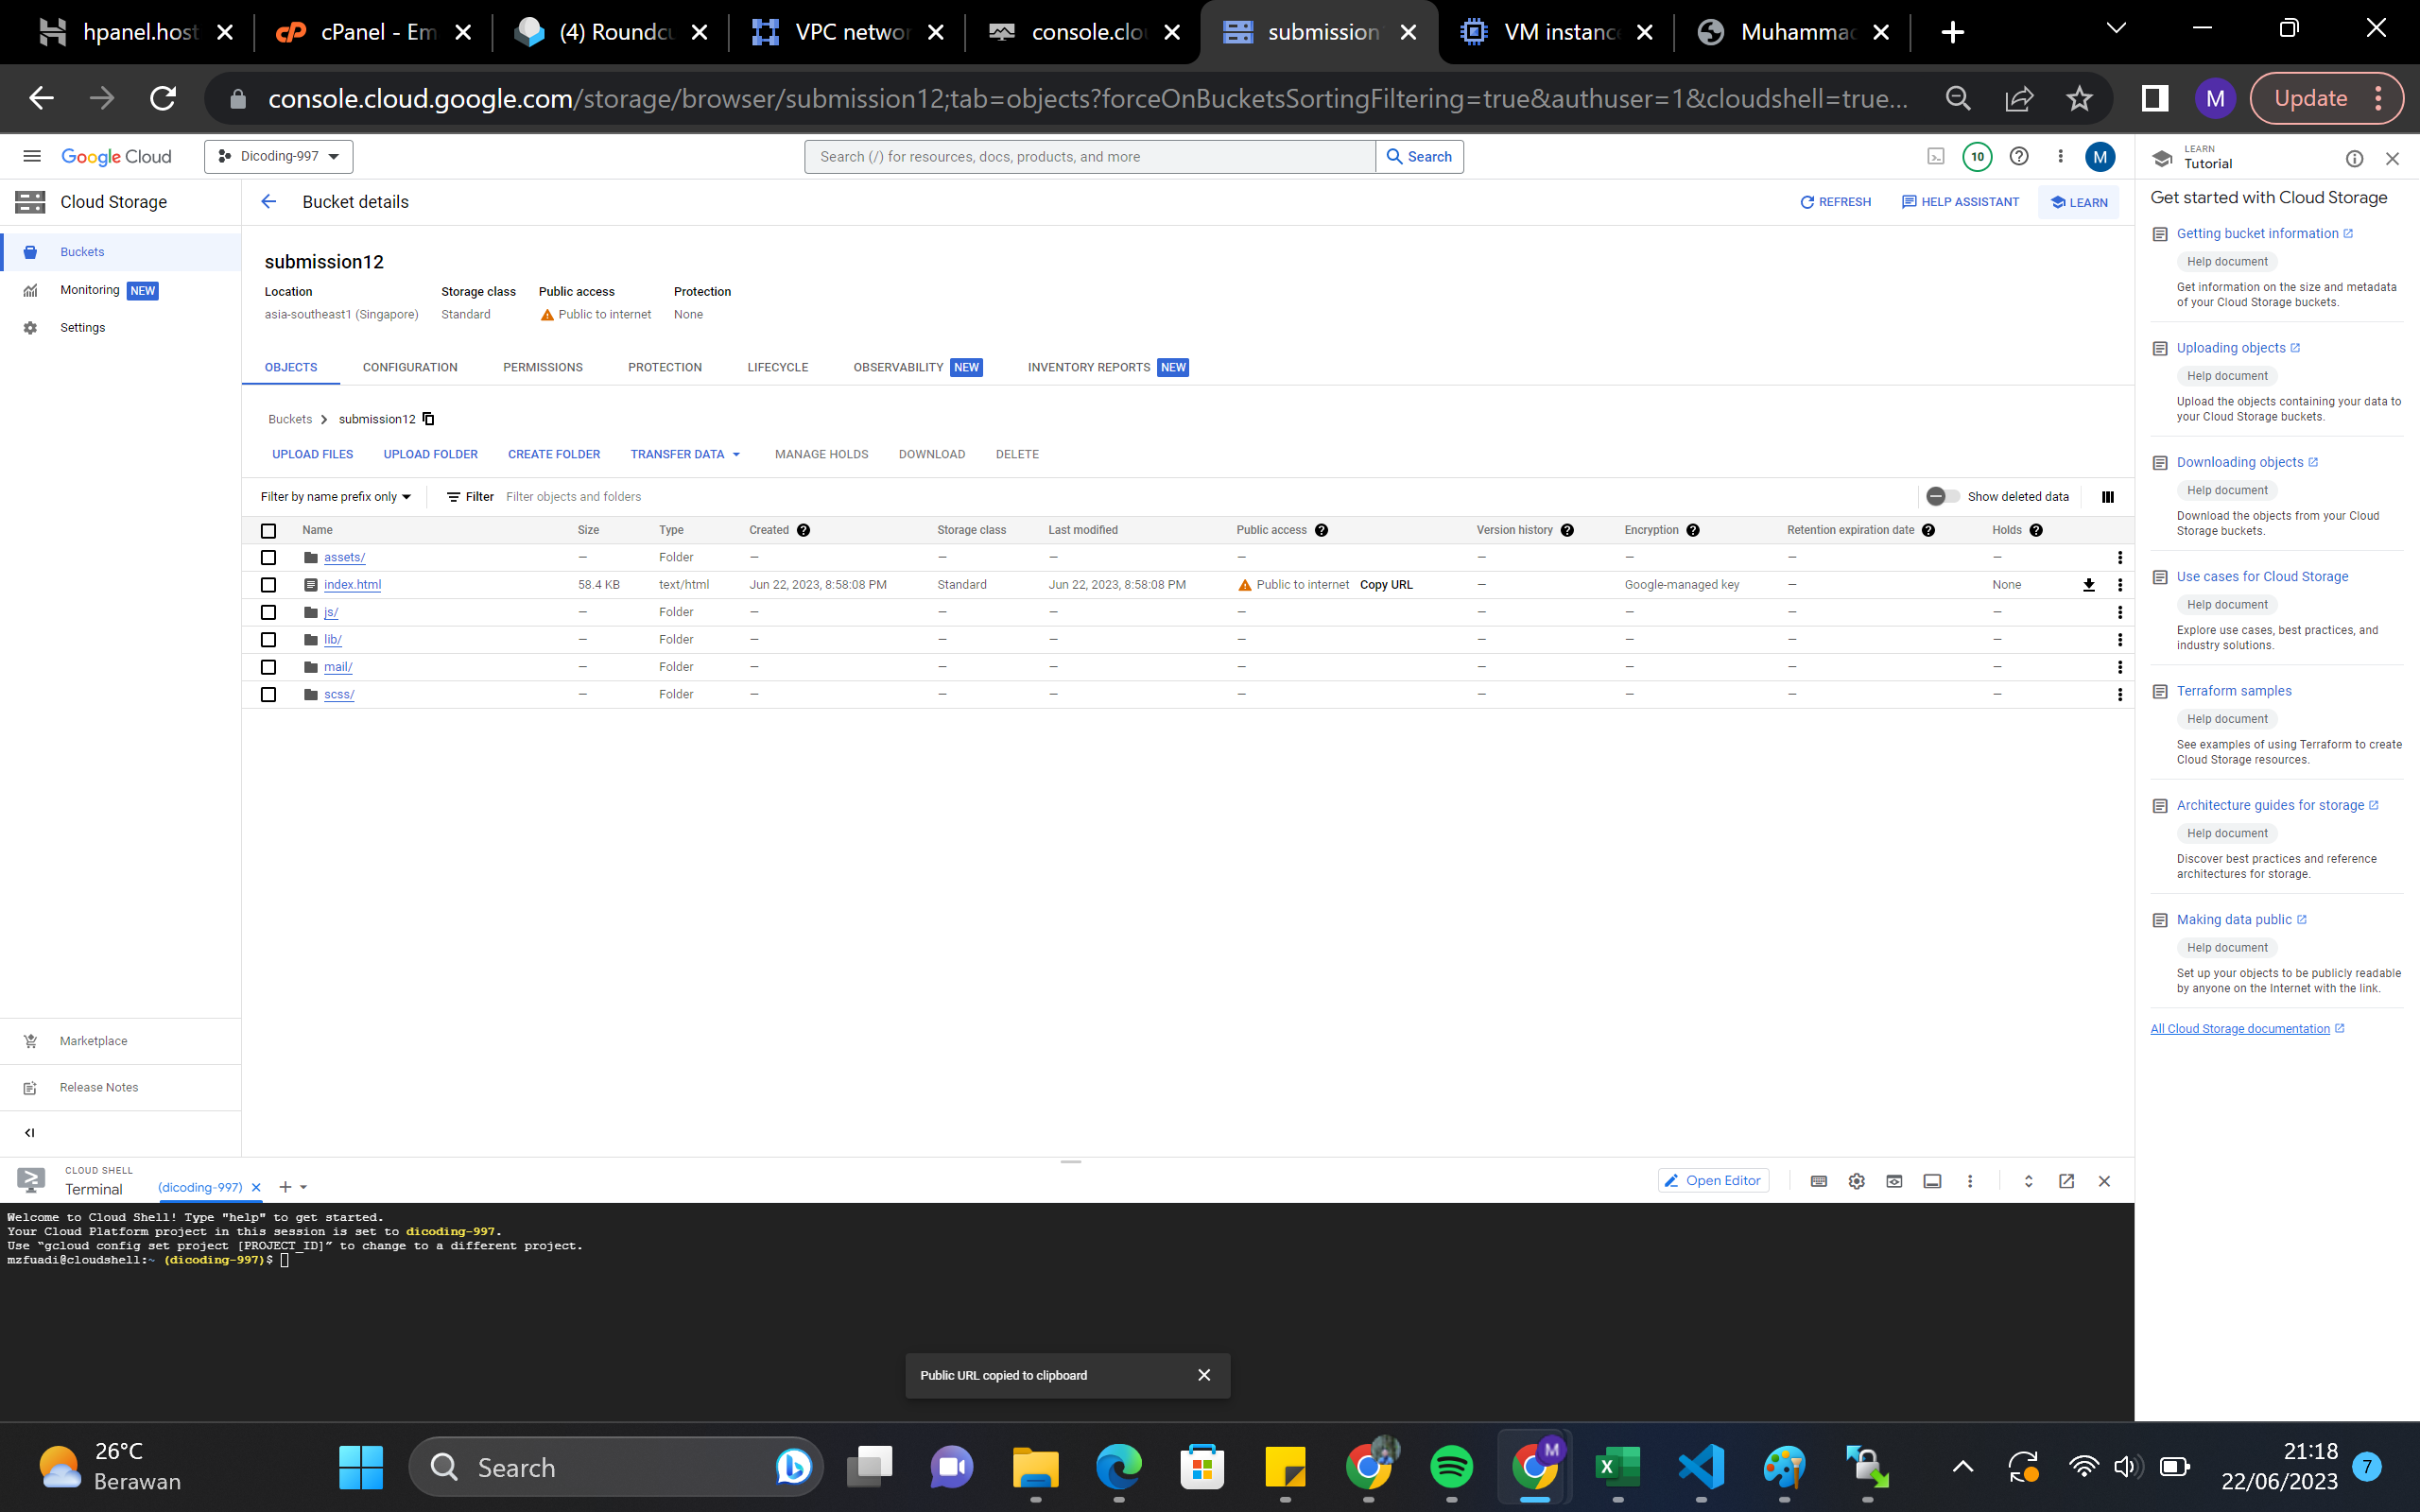 hpanel.host
cPanel - Em
(4) Roundcu
VPC networ
console.clou
submission
VM instance
Muhammad
console.cloud.google.com/storage/browser/submission12;tab=objects?forceOnBucketsSortingFiltering=true&authuser=1&cloudshell=true...
M
Update
Google Cloud
Dicoding-997
Search (/) for resources, docs, products, and more
Search
10
M
LEARN
Tutorial
Cloud Storage
Bucket details
REFRESH
HELP ASSISTANT
LEARN
Get started with Cloud Storage
Buckets
Monitoring NEW
Settings
submission12
Location Storage class Public access Protection
asia-southeast1 (Singapore) Standard Public to internet None
OBJECTS CONFIGURATION PERMISSIONS PROTECTION LIFECYCLE OBSERVABILITY NEW INVENTORY REPORTS NEW
Buckets submission12
UPLOAD FILES UPLOAD FOLDER CREATE FOLDER TRANSFER DATA MANAGE HOLDS DOWNLOAD DELETE
Filter by name prefix only Filter Filter objects and folders Show deleted data
Name Size Type Created Storage class Last modified Public access Version history Encryption Retention expiration date Holds
assets/ — Folder — — — — — — — —
index.html 58.4 KB text/html Jun 22, 2023, 8:58:08 PM Standard Jun 22, 2023, 8:58:08 PM Public to internet Copy URL — Google-managed key — None
js/ — Folder — — — — — — — —
lib/ — Folder — — — — — — — —
mail/ — Folder — — — — — — — —
scss/ — Folder — — — — — — — —
Getting bucket information
Help document
Get information on the size and metadata
of your Cloud Storage buckets.
Uploading objects
Help document
Upload the objects containing your data to
your Cloud Storage buckets.
Downloading objects
Help document
Download the objects from your Cloud
Storage buckets.
Use cases for Cloud Storage
Help document
Explore use cases, best practices, and
industry solutions.
Terraform samples
Help document
See examples of using Terraform to create
Cloud Storage resources.
Architecture guides for storage
Help document
Discover best practices and reference
architectures for storage.
Making data public
Help document
Set up your objects to be publicly readable
by anyone on the Internet with the link.
All Cloud Storage documentation
Marketplace
Release Notes
CLOUD SHELL
Terminal
(dicoding-997)
Open Editor
Welcome to Cloud Shell! Type "help" to get started.
Your Cloud Platform project in this session is set to dicoding-997.
Use “gcloud config set project [PROJECT_ID]” to change to a different project.
mzfuadi@cloudshell:~ (dicoding-997)$
Public URL copied to clipboard
26°C
Berawan
Search
M
21:18
22/06/2023
7